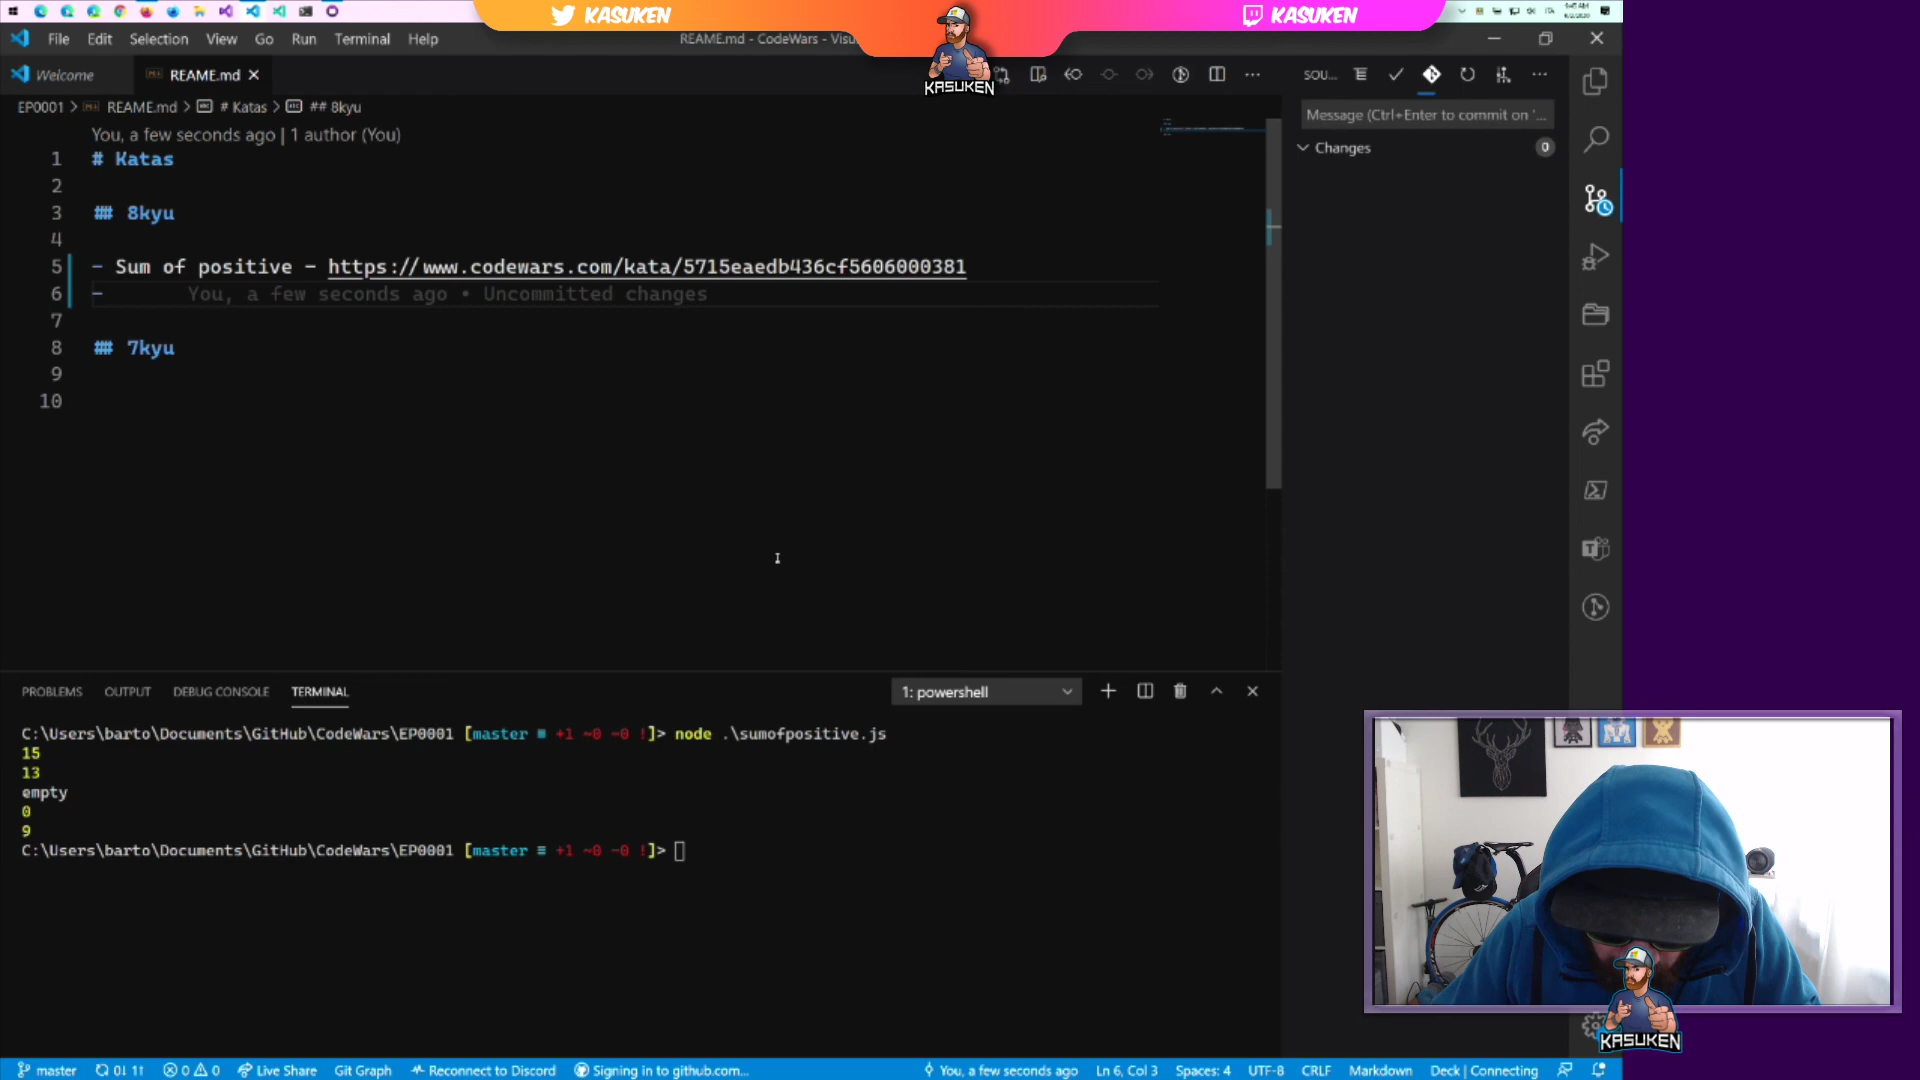 KASUKEN
KASUKEN
KASUKEN
File Edit Selection View Go Run Terminal Help
REAME.md - CodeWars - Visu
Welcome
REAME.md
SOU...
EP0001 > REAME.md > # Katas > ## 8kyu
Message (Ctrl+Enter to commit on '...
You, a few seconds ago | 1 author (You)
Changes
0
1 # Katas
2
3 ## 8kyu
4
5 - Sum of positive - https://www.codewars.com/kata/5715eaedb436cf5606000381
6 - You, a few seconds ago • Uncommitted changes
7
8 ## 7kyu
9
10
PROBLEMS OUTPUT DEBUG CONSOLE TERMINAL
1: powershell
C:\Users\barto\Documents\GitHub\CodeWars\EP0001 [master ≡ +1 ~0 -0 !]> node .\sumofpositive.js
15
13
empty
0
9
C:\Users\barto\Documents\GitHub\CodeWars\EP0001 [master ≡ +1 ~0 -0 !]>
KASUKEN
master 0↓ 1↑ 0 0 Live Share Git Graph Reconnect to Discord Signing in to github.com... You, a few seconds ago Ln 6, Col 3 Spaces: 4 UTF-8 CRLF Markdown Deck | Connecting